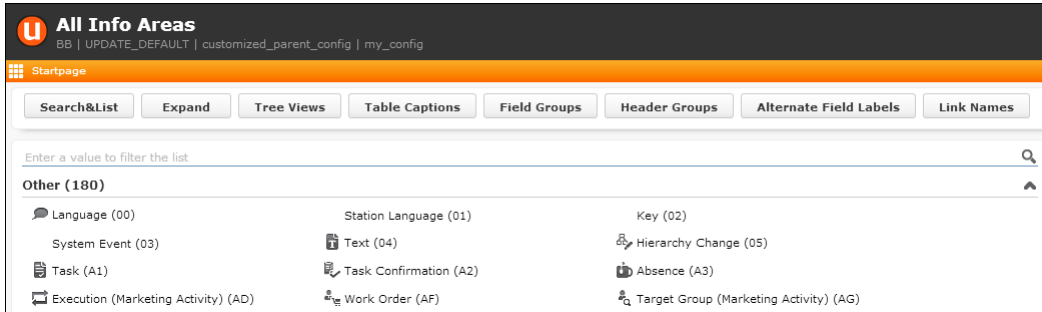 u All Info Areas
BB | UPDATE_DEFAULT | customized_parent_config | my_config
Startpage
Search&List Expand Tree Views Table Captions Field Groups Header Groups Alternate Field Labels Link Names
Enter a value to filter the list
Other (180)
Language (00) Station Language (01) Key (02)
System Event (03) Text (04) Hierarchy Change (05)
Task (A1) Task Confirmation (A2) Absence (A3)
Execution (Marketing Activity) (AD) Work Order (AF) Target Group (Marketing Activity) (AG)